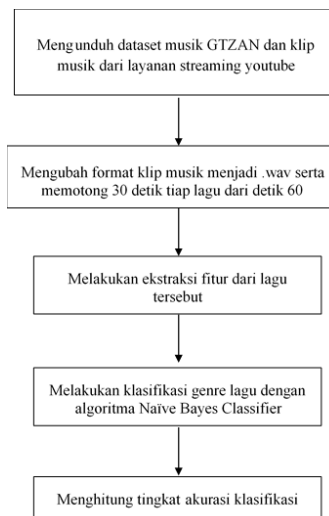 Mengunduh dataset musik GTZAN dan klip
musik dari layanan streaming youtube
Mengubah format klip musik menjadi .wav serta
memotong 30 detik tiap lagu dari detik 60
Melakukan ekstraksi fitur dari lagu
tersebut
Melakukan klasifikasi genre lagu dengan
algoritma Naïve Bayes Classifier
Menghitung tingkat akurasi klasifikasi